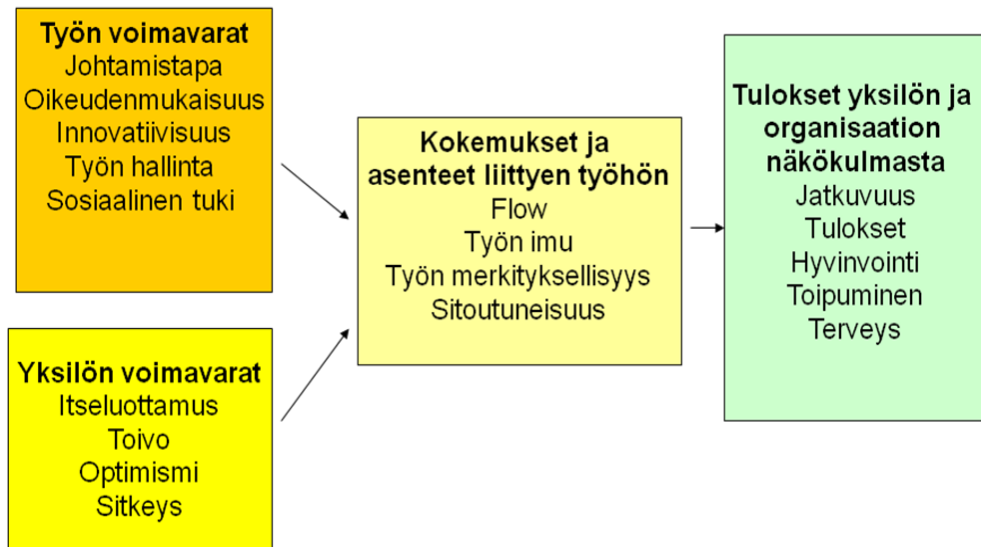 Työn voimavarat
Johtamistapa
Oikeudenmukaisuus
Innovatiivisuus
Työn hallinta
Sosiaalinen tuki
Yksilön voimavarat
Itseluottamus
Toivo
Optimismi
Sitkeys
Kokemukset ja
asenteet liittyen työhön
Flow
Työn imu
Työn merkityksellisyys
Sitoutuneisuus
Tulokset yksilön ja
organisaation
näkökulmasta
Jatkuvuus
Tulokset
Hyvinvointi
Toipuminen
Terveys